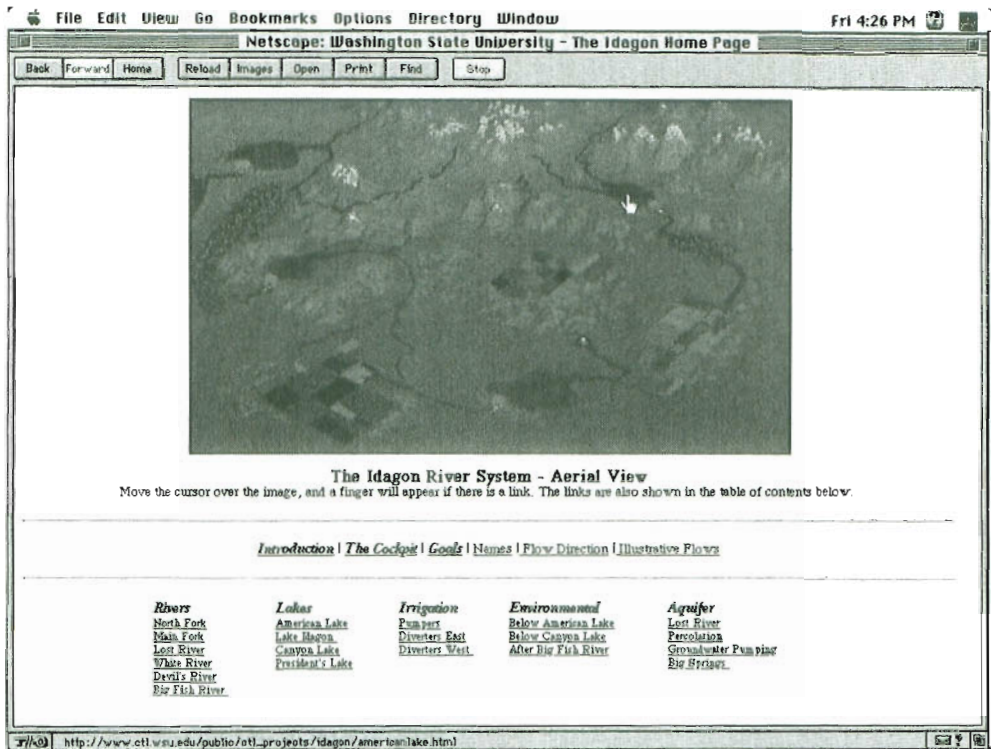 File Edit View Go Bookmarks Options Directory Window Fri 4:26 PM
Netscape: Washington State University - The Idagon Home Page
Back Forward Home Reload Images Open Print Find Stop
The Idagon River System - Aerial View
Move the cursor over the image, and a finger will appear if there is a link. The links are also shown in the table of contents below.
Introduction | The Cockpit | Goals | Names | Flow Direction | Illustrative Flows
Rivers Lakes Irrigation Environmental Aquifer
North Fork American Lake Pumpers Below American Lake Lost River
Main Fork Lake Magon Diverters East Below Canyon Lake Percolation
Lost River Canyon Lake Diverters West After Big Fish River Groundwater Pumping
White River President's Lake Big Springs
Devil's River
Big Fish River
http://www.ctl.wsu.edu/public/ctl_projects/idagon/americanlake.html